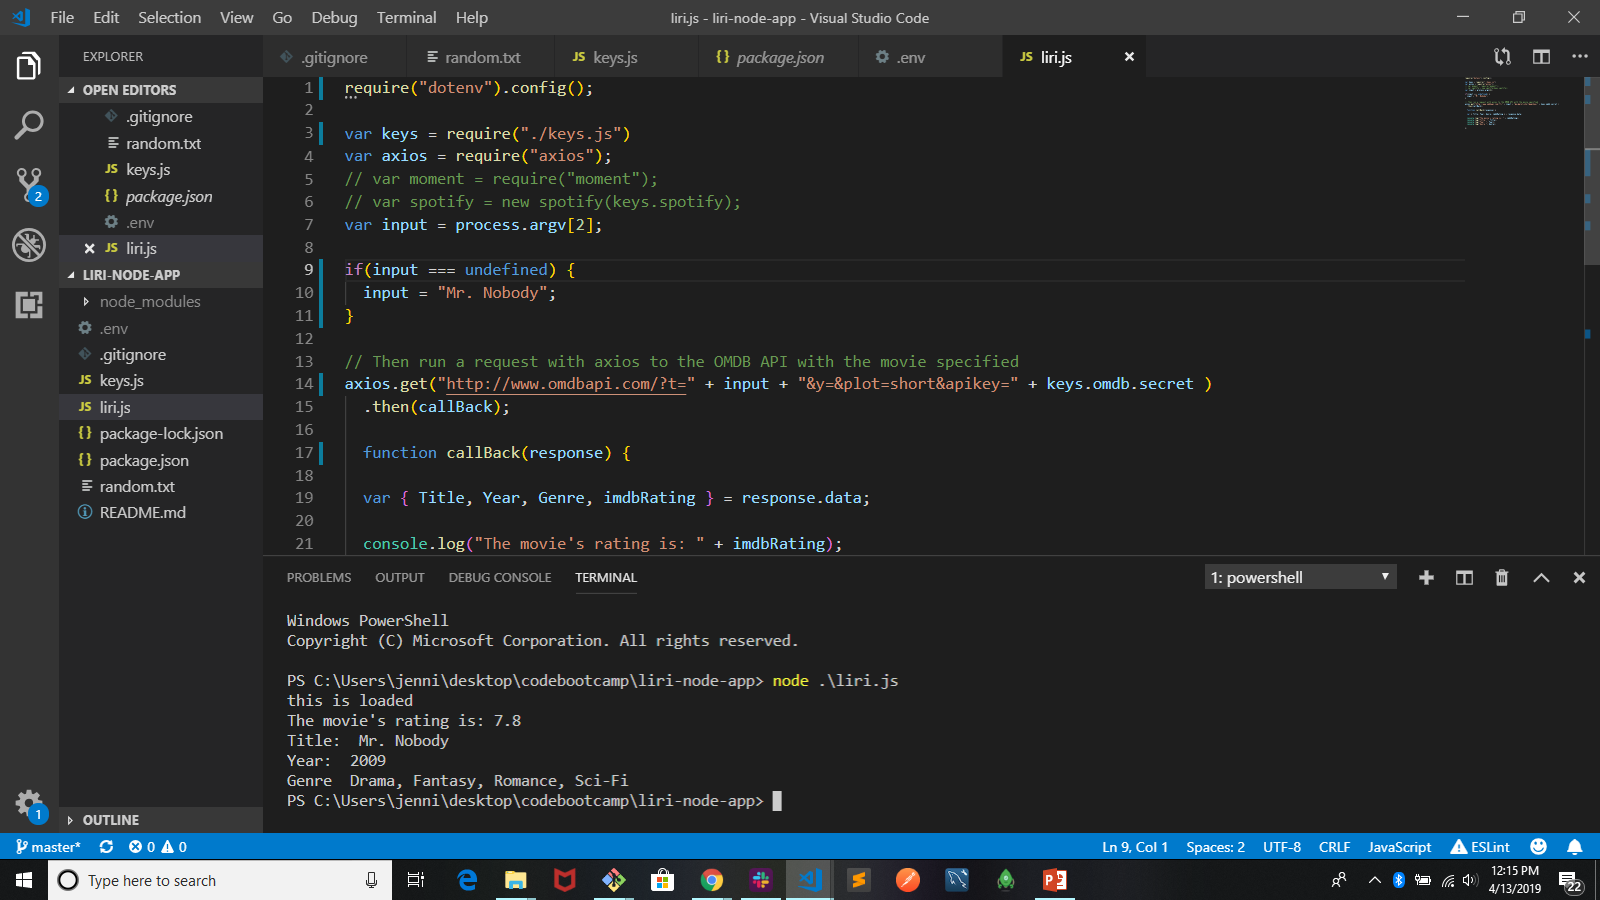 File Edit Selection View Go Debug Terminal Help
liri.js - liri-node-app - Visual Studio Code
EXPLORER
OPEN EDITORS
.gitignore
random.txt
JS keys.js
{} package.json
.env
JS liri.js
LIRI-NODE-APP
node_modules
.env
.gitignore
JS keys.js
JS liri.js
{} package-lock.json
{} package.json
random.txt
README.md
OUTLINE
2
1
.gitignore random.txt JS keys.js {} package.json .env JS liri.js
1 require("dotenv").config();
2
3 var keys = require("./keys.js")
4 var axios = require("axios");
5 // var moment = require("moment");
6 // var spotify = new spotify(keys.spotify);
7 var input = process.argv[2];
8
9 if(input === undefined) {
10 input = "Mr. Nobody";
11 }
12
13 // Then run a request with axios to the OMDB API with the movie specified
14 axios.get("http://www.omdbapi.com/?t=" + input + "&y=&plot=short&apikey=" + keys.omdb.secret )
15 .then(callBack);
16
17 function callBack(response) {
18
19 var { Title, Year, Genre, imdbRating } = response.data;
20
21 console.log("The movie's rating is: " + imdbRating);
PROBLEMS OUTPUT DEBUG CONSOLE TERMINAL
1: powershell
Windows PowerShell
Copyright (C) Microsoft Corporation. All rights reserved.
PS C:\Users\jenni\desktop\codebootcamp\liri-node-app> node .\liri.js
this is loaded
The movie's rating is: 7.8
Title:  Mr. Nobody
Year:  2009
Genre  Drama, Fantasy, Romance, Sci-Fi
PS C:\Users\jenni\desktop\codebootcamp\liri-node-app>
master* 0 0
Ln 9, Col 1 Spaces: 2 UTF-8 CRLF JavaScript ESLint
Type here to search
12:15 PM
4/13/2019
22